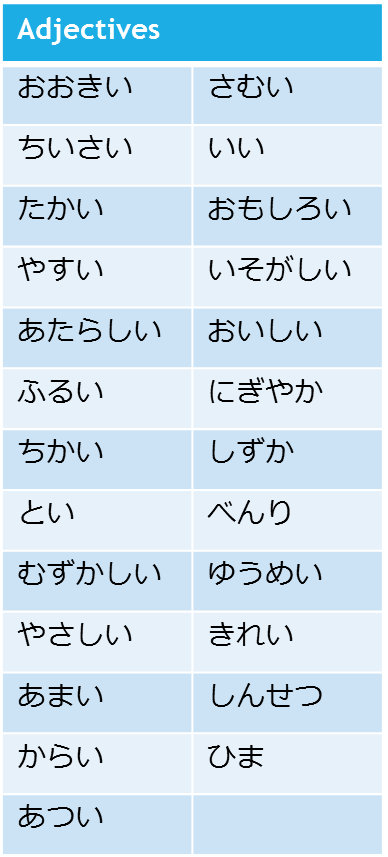 Adjectives
おおきい さむい
ちいさい いい
たかい おもしろい
やすい いそがしい
あたらしい おいしい
ふるい にぎやか
ちかい しずか
とい べんり
むずかしい ゆうめい
やさしい きれい
あまい しんせつ
からい ひま
あつい